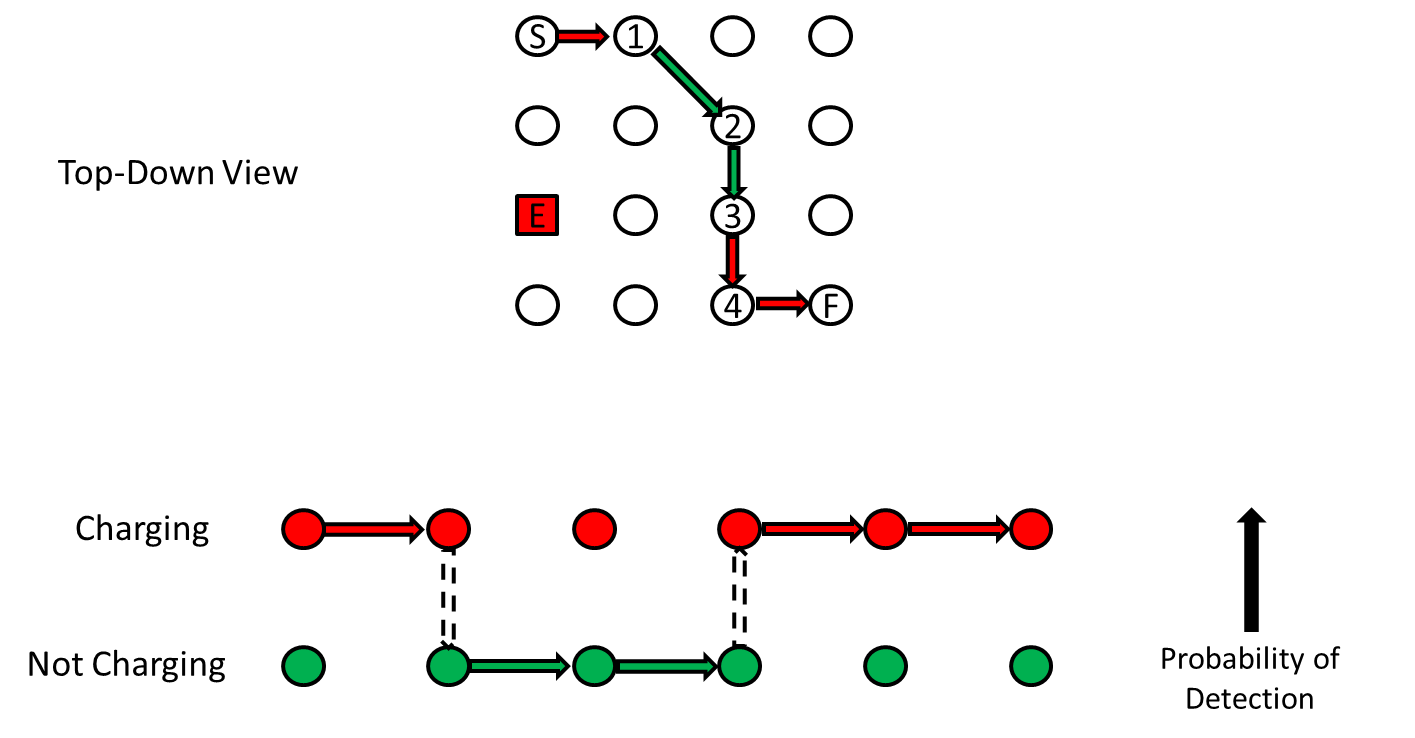 S 1
2
Top-Down View
E 3
4 F
Charging
Not Charging
Probability of
Detection